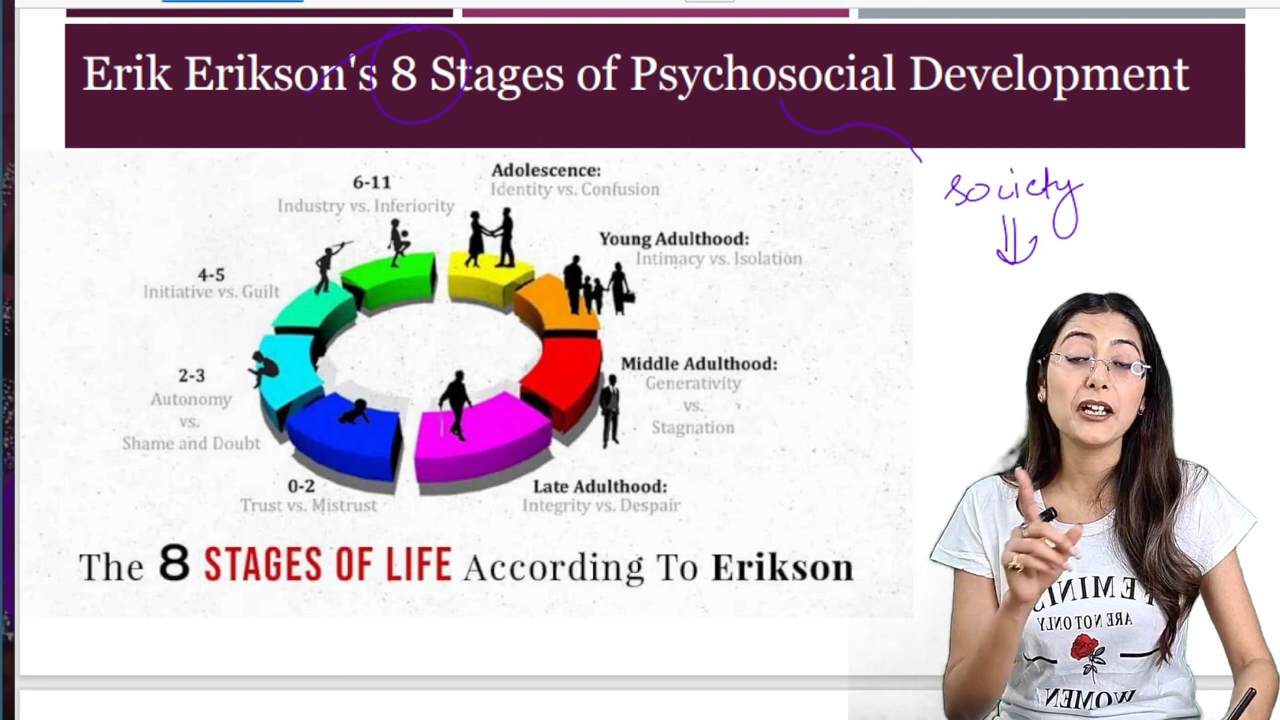 Erik Erikson's 8 Stages of Psychosocial Development
society
Adolescence:
Identity vs. Confusion
6-11
Industry vs. Inferiority
Young Adulthood:
Intimacy vs. Isolation
4-5
Initiative vs. Guilt
Middle Adulthood:
Generativity
vs.
Stagnation
2-3
Autonomy
vs.
Shame and Doubt
0-2
Trust vs. Mistrust
Late Adulthood:
Integrity vs. Despair
The 8 STAGES OF LIFE According To Erikson
ARE NOT ONLY
WOMEN